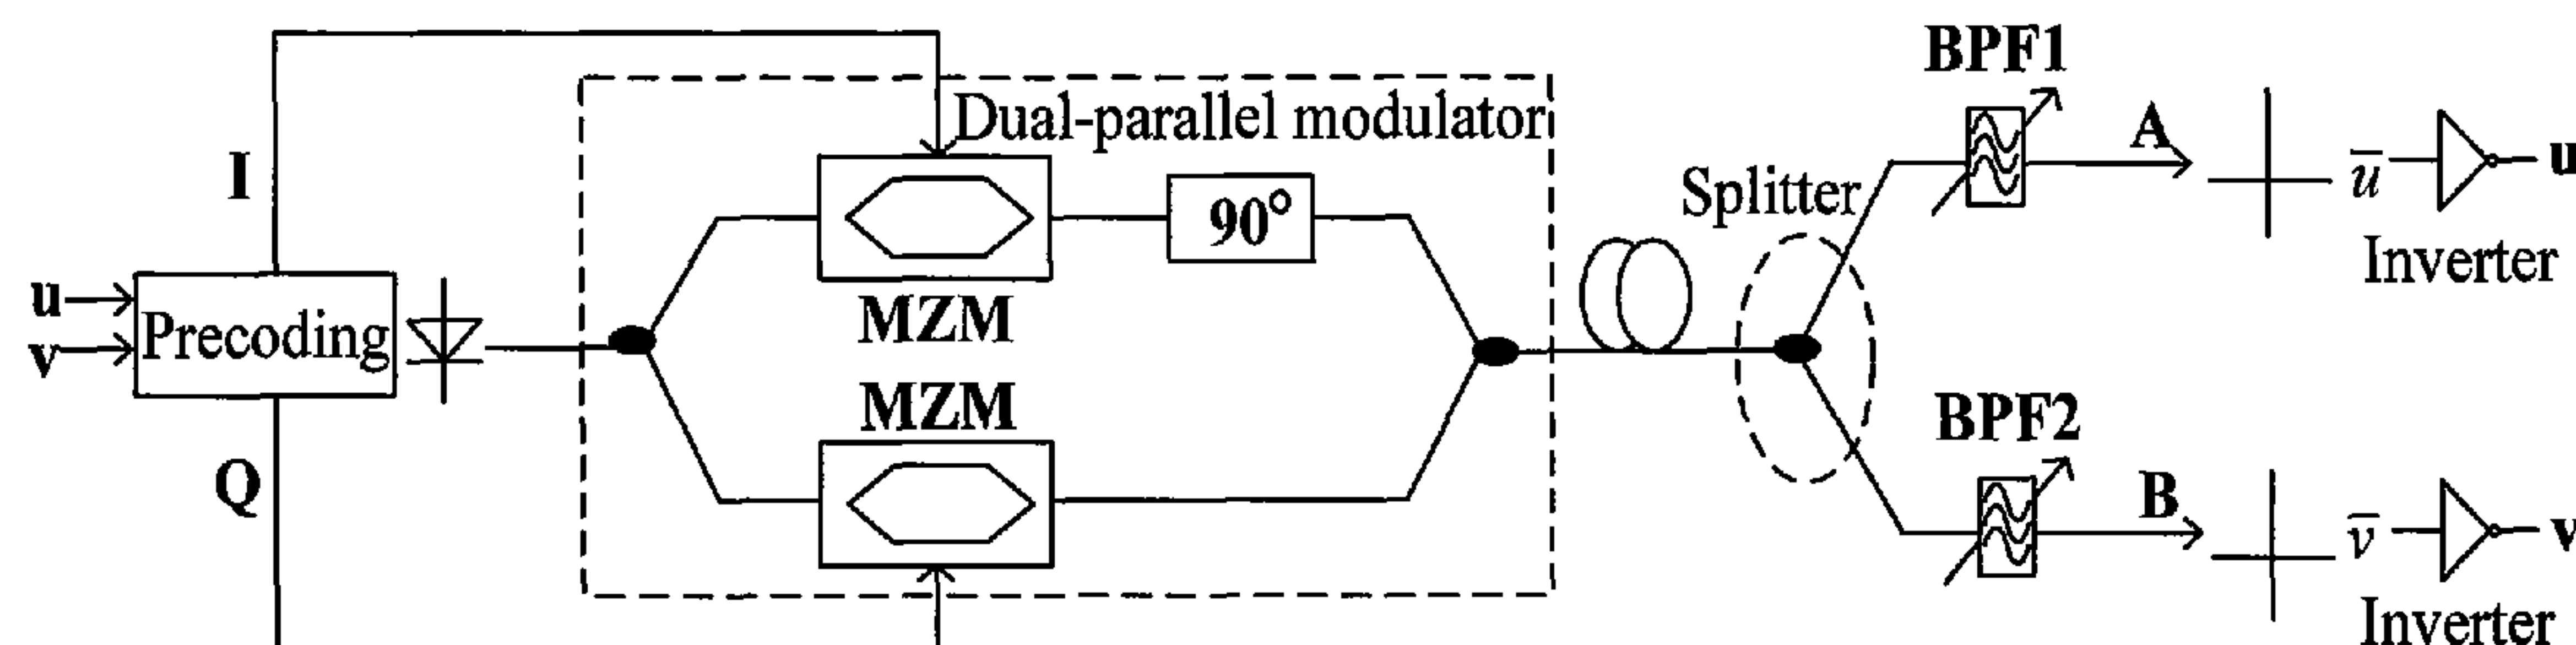 BPF1
Dual-parallel modulator
A
u̅
u
I
Splitter
90°
Inverter
u
v
Precoding
MZM
MZM
BPF2
Q
B
v̅
v
Inverter